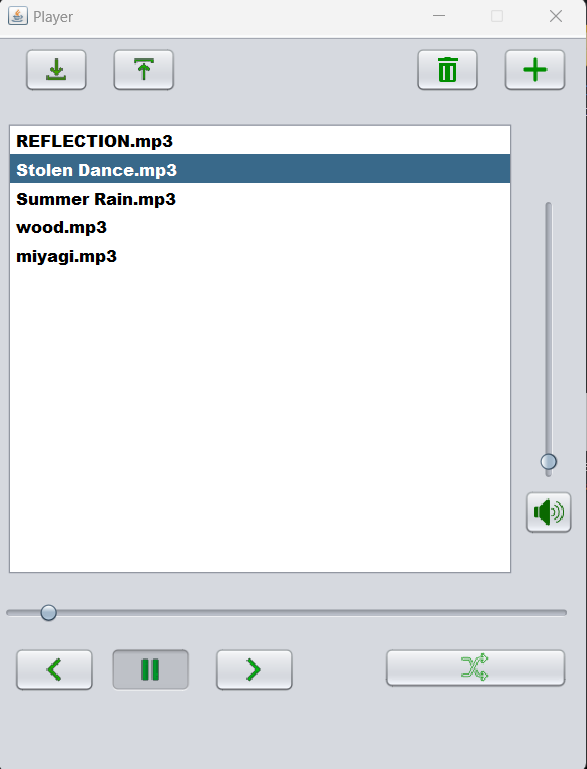 Player
REFLECTION.mp3
Stolen Dance.mp3
Summer Rain.mp3
wood.mp3
miyagi.mp3